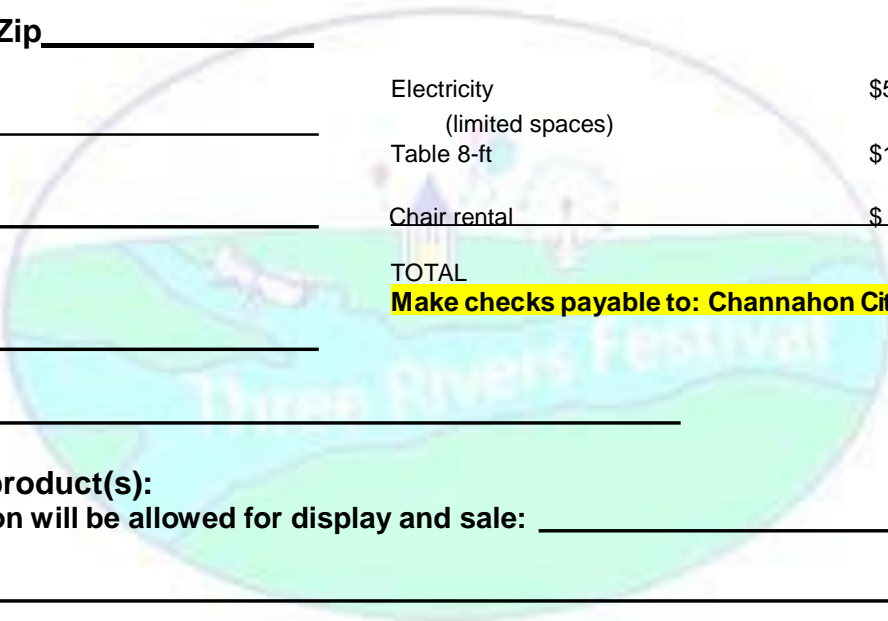 Zip
Electricity $5
(limited spaces)
Table 8-ft $1
Chair rental $
TOTAL
Make checks payable to: Channahon Cit
Three Rivers Festival
product(s):
on will be allowed for display and sale: